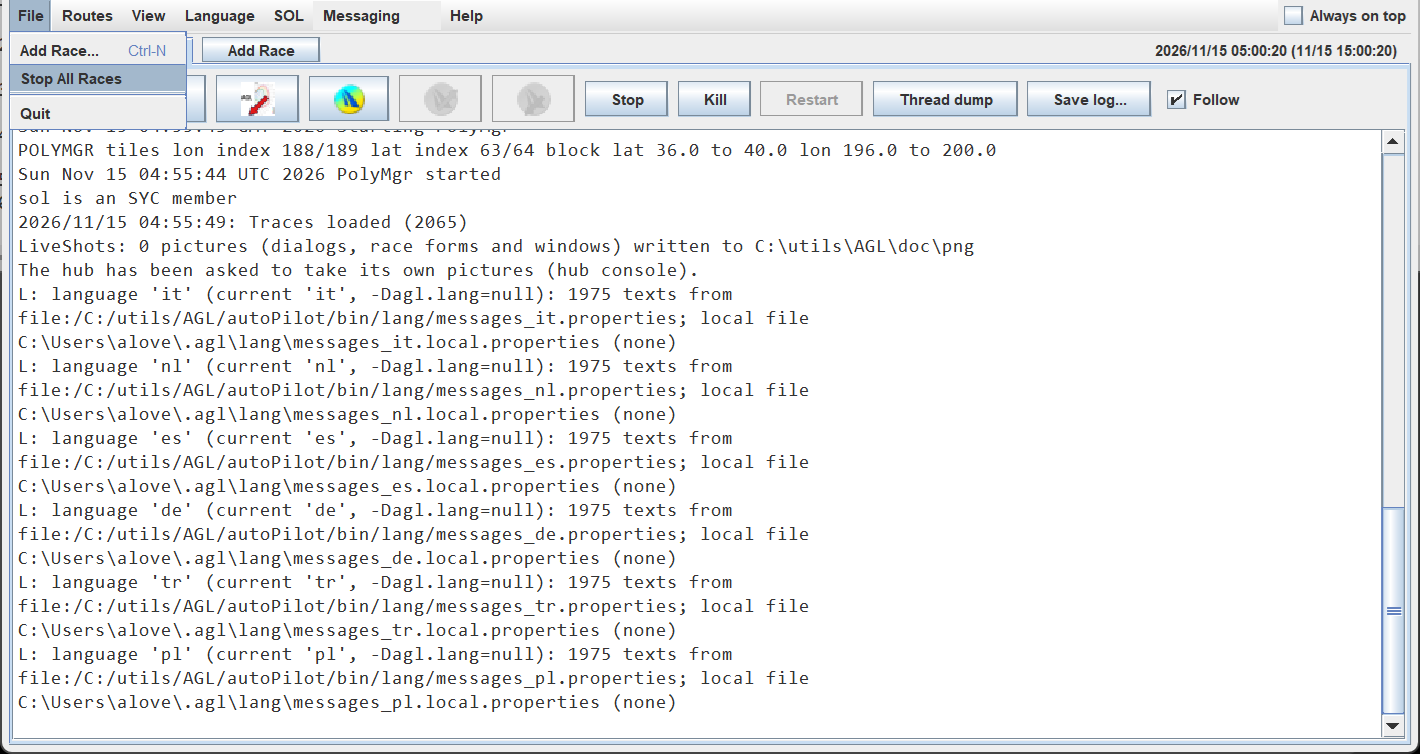 File Routes View Language SOL Messaging Help Always on top
Add Race... Ctrl-N
Add Race
2026/11/15 05:00:20 (11/15 15:00:20)
Stop All Races
Quit
Stop Kill Restart Thread dump Save log... Follow
POLYMGR tiles lon index 188/189 lat index 63/64 block lat 36.0 to 40.0 lon 196.0 to 200.0
Sun Nov 15 04:55:44 UTC 2026 PolyMgr started
sol is an SYC member
2026/11/15 04:55:49: Traces loaded (2065)
LiveShots: 0 pictures (dialogs, race forms and windows) written to C:\utils\AGL\doc\png
The hub has been asked to take its own pictures (hub console).
L: language 'it' (current 'it', -Dagl.lang=null): 1975 texts from
file:/C:/utils/AGL/autoPilot/bin/lang/messages_it.properties; local file
C:\Users\alove\.agl\lang\messages_it.local.properties (none)
L: language 'nl' (current 'nl', -Dagl.lang=null): 1975 texts from
file:/C:/utils/AGL/autoPilot/bin/lang/messages_nl.properties; local file
C:\Users\alove\.agl\lang\messages_nl.local.properties (none)
L: language 'es' (current 'es', -Dagl.lang=null): 1975 texts from
file:/C:/utils/AGL/autoPilot/bin/lang/messages_es.properties; local file
C:\Users\alove\.agl\lang\messages_es.local.properties (none)
L: language 'de' (current 'de', -Dagl.lang=null): 1975 texts from
file:/C:/utils/AGL/autoPilot/bin/lang/messages_de.properties; local file
C:\Users\alove\.agl\lang\messages_de.local.properties (none)
L: language 'tr' (current 'tr', -Dagl.lang=null): 1975 texts from
file:/C:/utils/AGL/autoPilot/bin/lang/messages_tr.properties; local file
C:\Users\alove\.agl\lang\messages_tr.local.properties (none)
L: language 'pl' (current 'pl', -Dagl.lang=null): 1975 texts from
file:/C:/utils/AGL/autoPilot/bin/lang/messages_pl.properties; local file
C:\Users\alove\.agl\lang\messages_pl.local.properties (none)